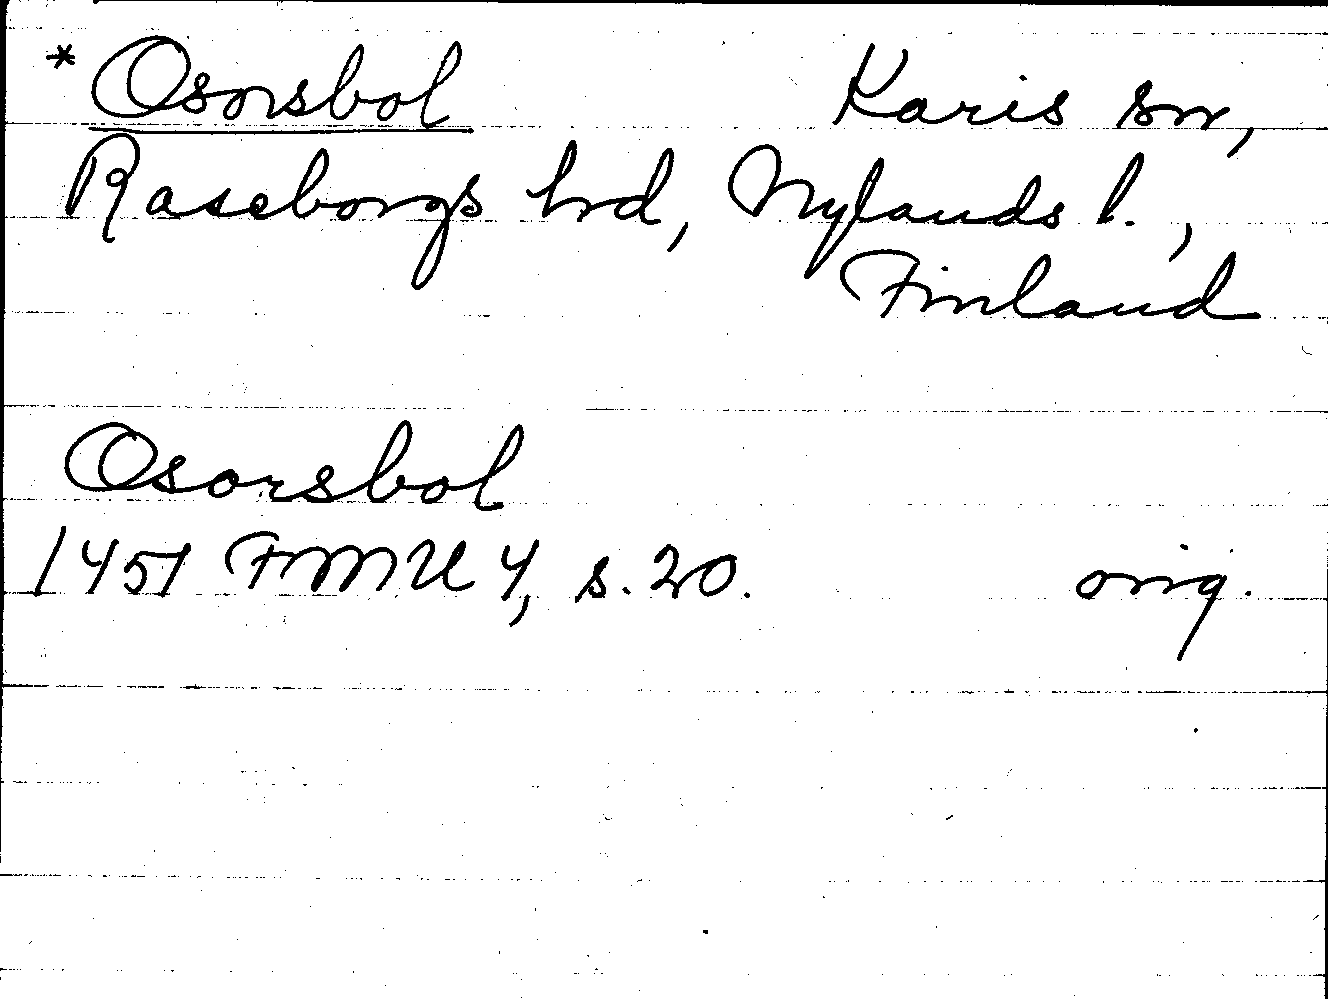 * Osorsbol Karis sn,
Raseborgs hd, Nylands l.,
Finland
Osorsbol
1451 FMU 4, s. 20. orig.